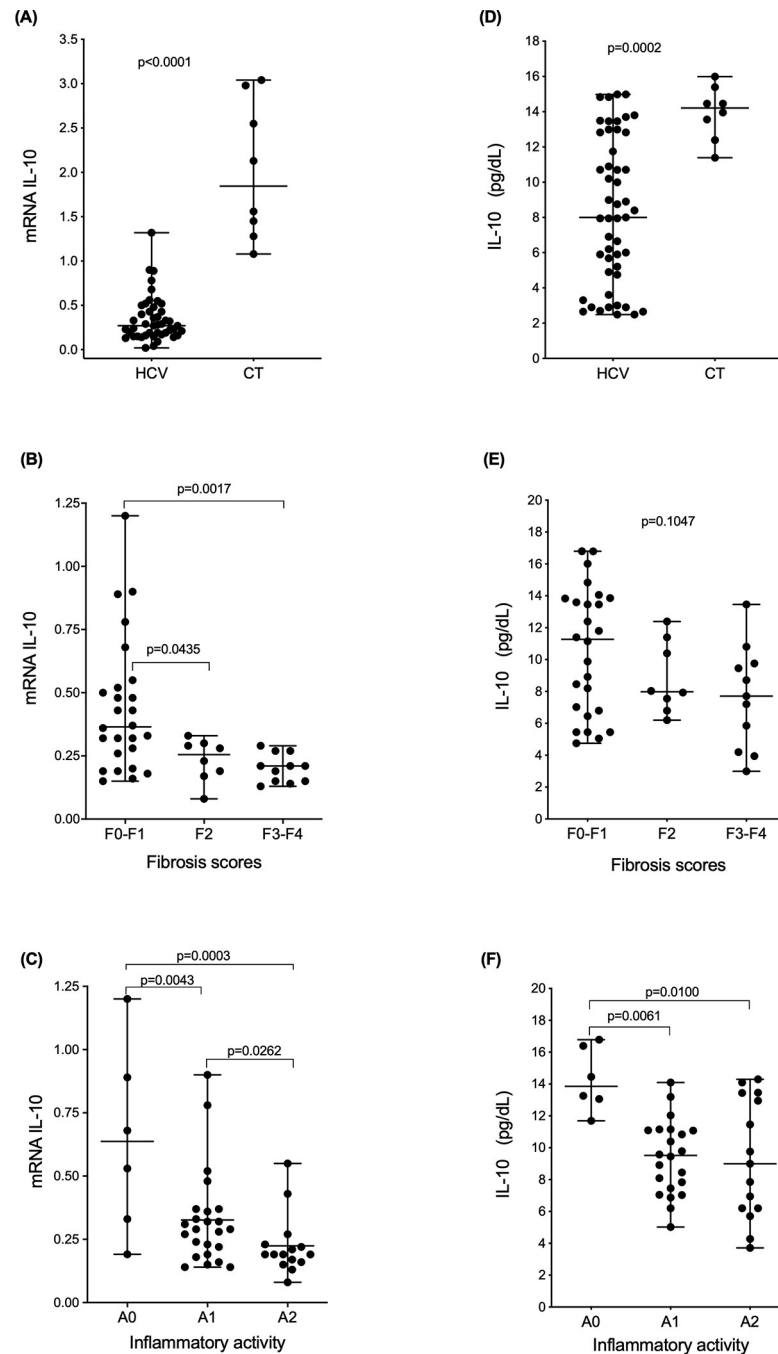 (A)
p<0.0001
mRNA IL-10
3.5
3.0
2.5
2.0
1.5
1.0
0.5
0.0
HCV CT
(D)
p=0.0002
IL-10 (pg/dL)
18
16
14
12
10
8
6
4
2
0
HCV CT
(B)
p=0.0017
p=0.0435
mRNA IL-10
1.25
1.00
0.75
0.50
0.25
0.00
F0-F1 F2 F3-F4
Fibrosis scores
(E)
p=0.1047
IL-10 (pg/dL)
20
18
16
14
12
10
8
6
4
2
0
F0-F1 F2 F3-F4
Fibrosis scores
(C)
p=0.0003
p=0.0043
p=0.0262
mRNA IL-10
1.25
1.00
0.75
0.50
0.25
0.00
A0 A1 A2
Inflammatory activity
(F)
p=0.0100
p=0.0061
IL-10 (pg/dL)
20
18
16
14
12
10
8
6
4
2
0
A0 A1 A2
Inflammatory activity